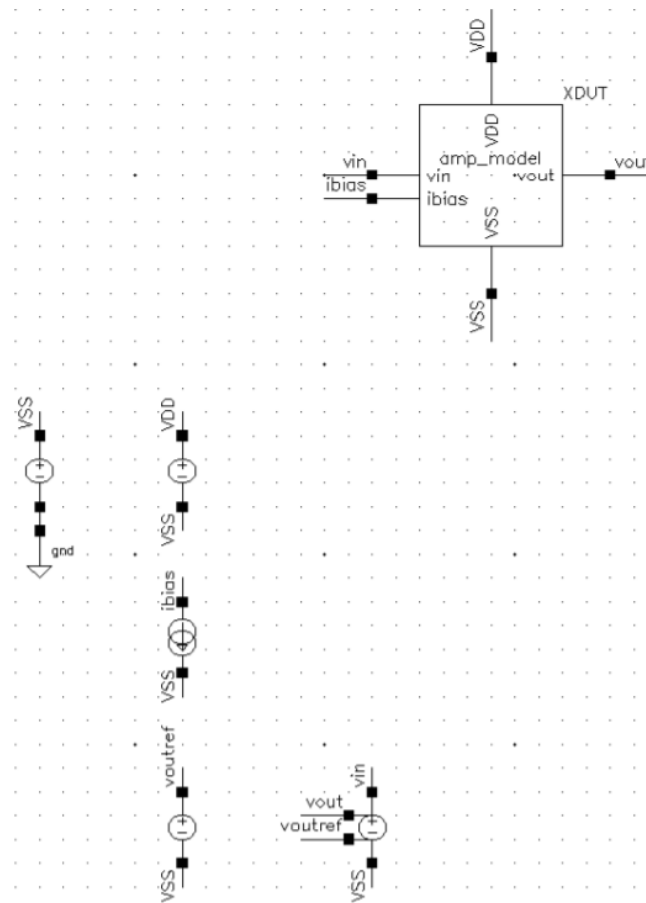 VDD
XDUT
VDD
amp_model
vin
vin
vout
vout
ibias
ibias
VSS
VSS
VSS
VDD
gnd
VSS
ibias
VSS
voutref
vin
vout
voutref
VSS
VSS